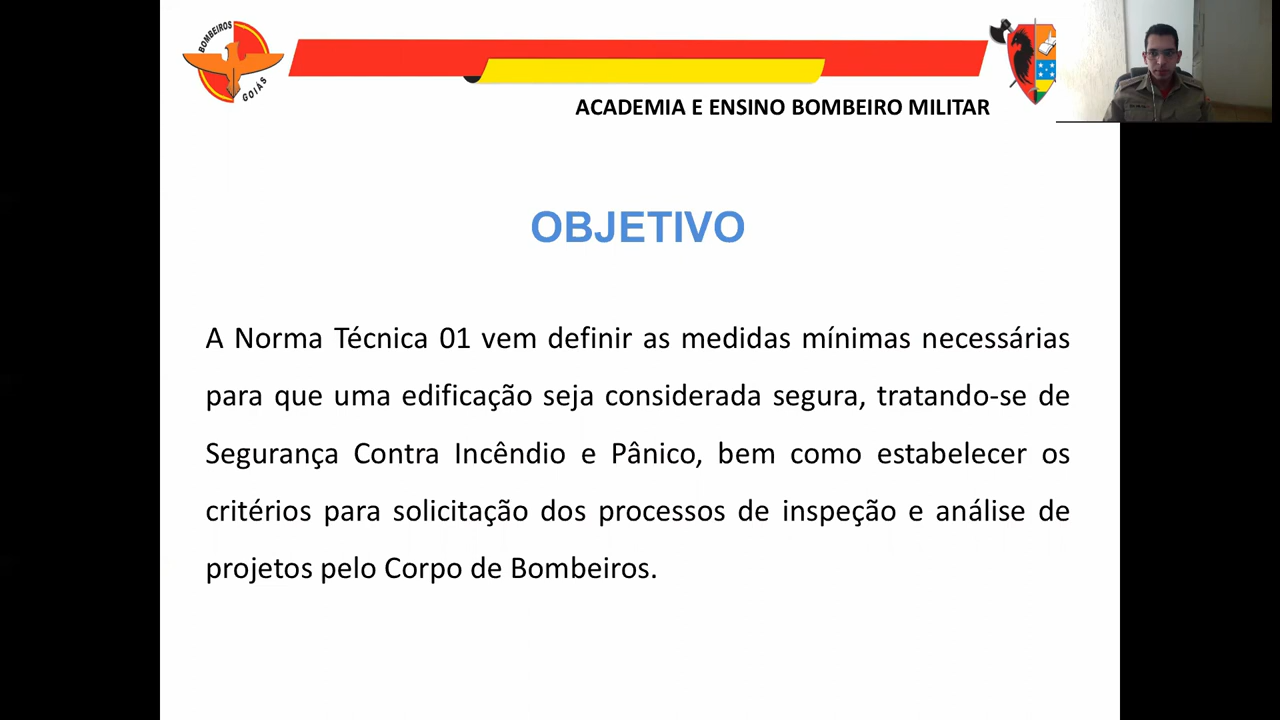 BOMBEIROS
GOIÁS
ACADEMIA E ENSINO BOMBEIRO MILITAR
OBJETIVO
A Norma Técnica 01 vem definir as medidas mínimas necessárias
para que uma edificação seja considerada segura, tratando-se de
Segurança Contra Incêndio e Pânico, bem como estabelecer os
critérios para solicitação dos processos de inspeção e análise de
projetos pelo Corpo de Bombeiros.